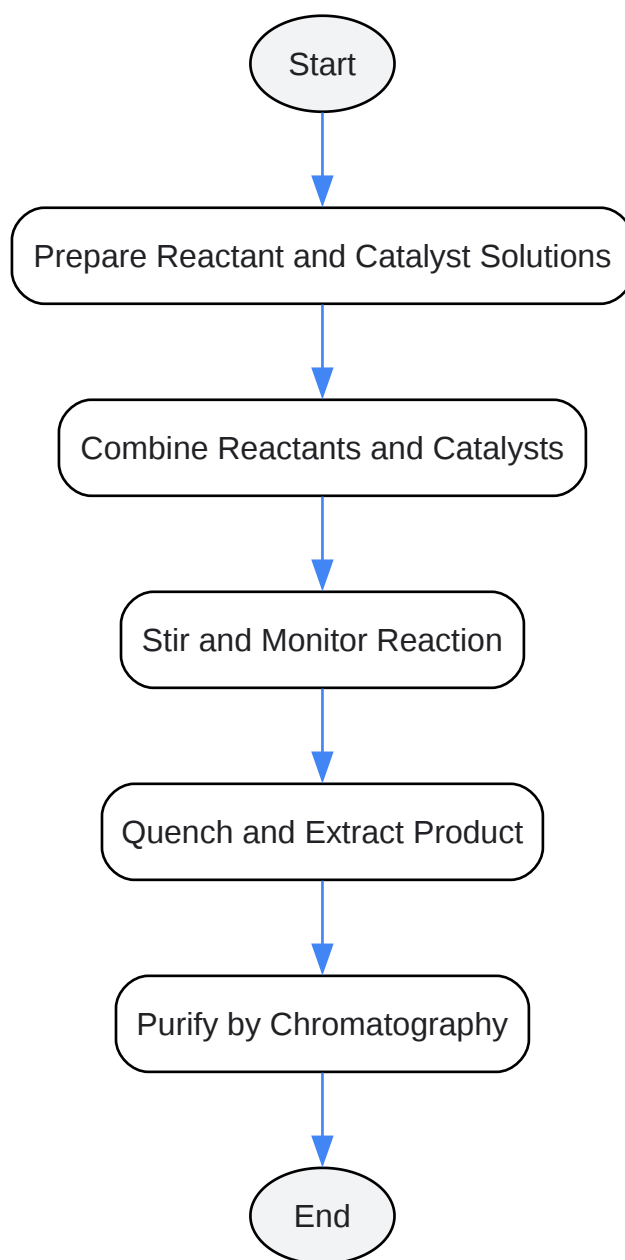 Start
Prepare Reactant and Catalyst Solutions
Combine Reactants and Catalysts
Stir and Monitor Reaction
Quench and Extract Product
Purify by Chromatography
End